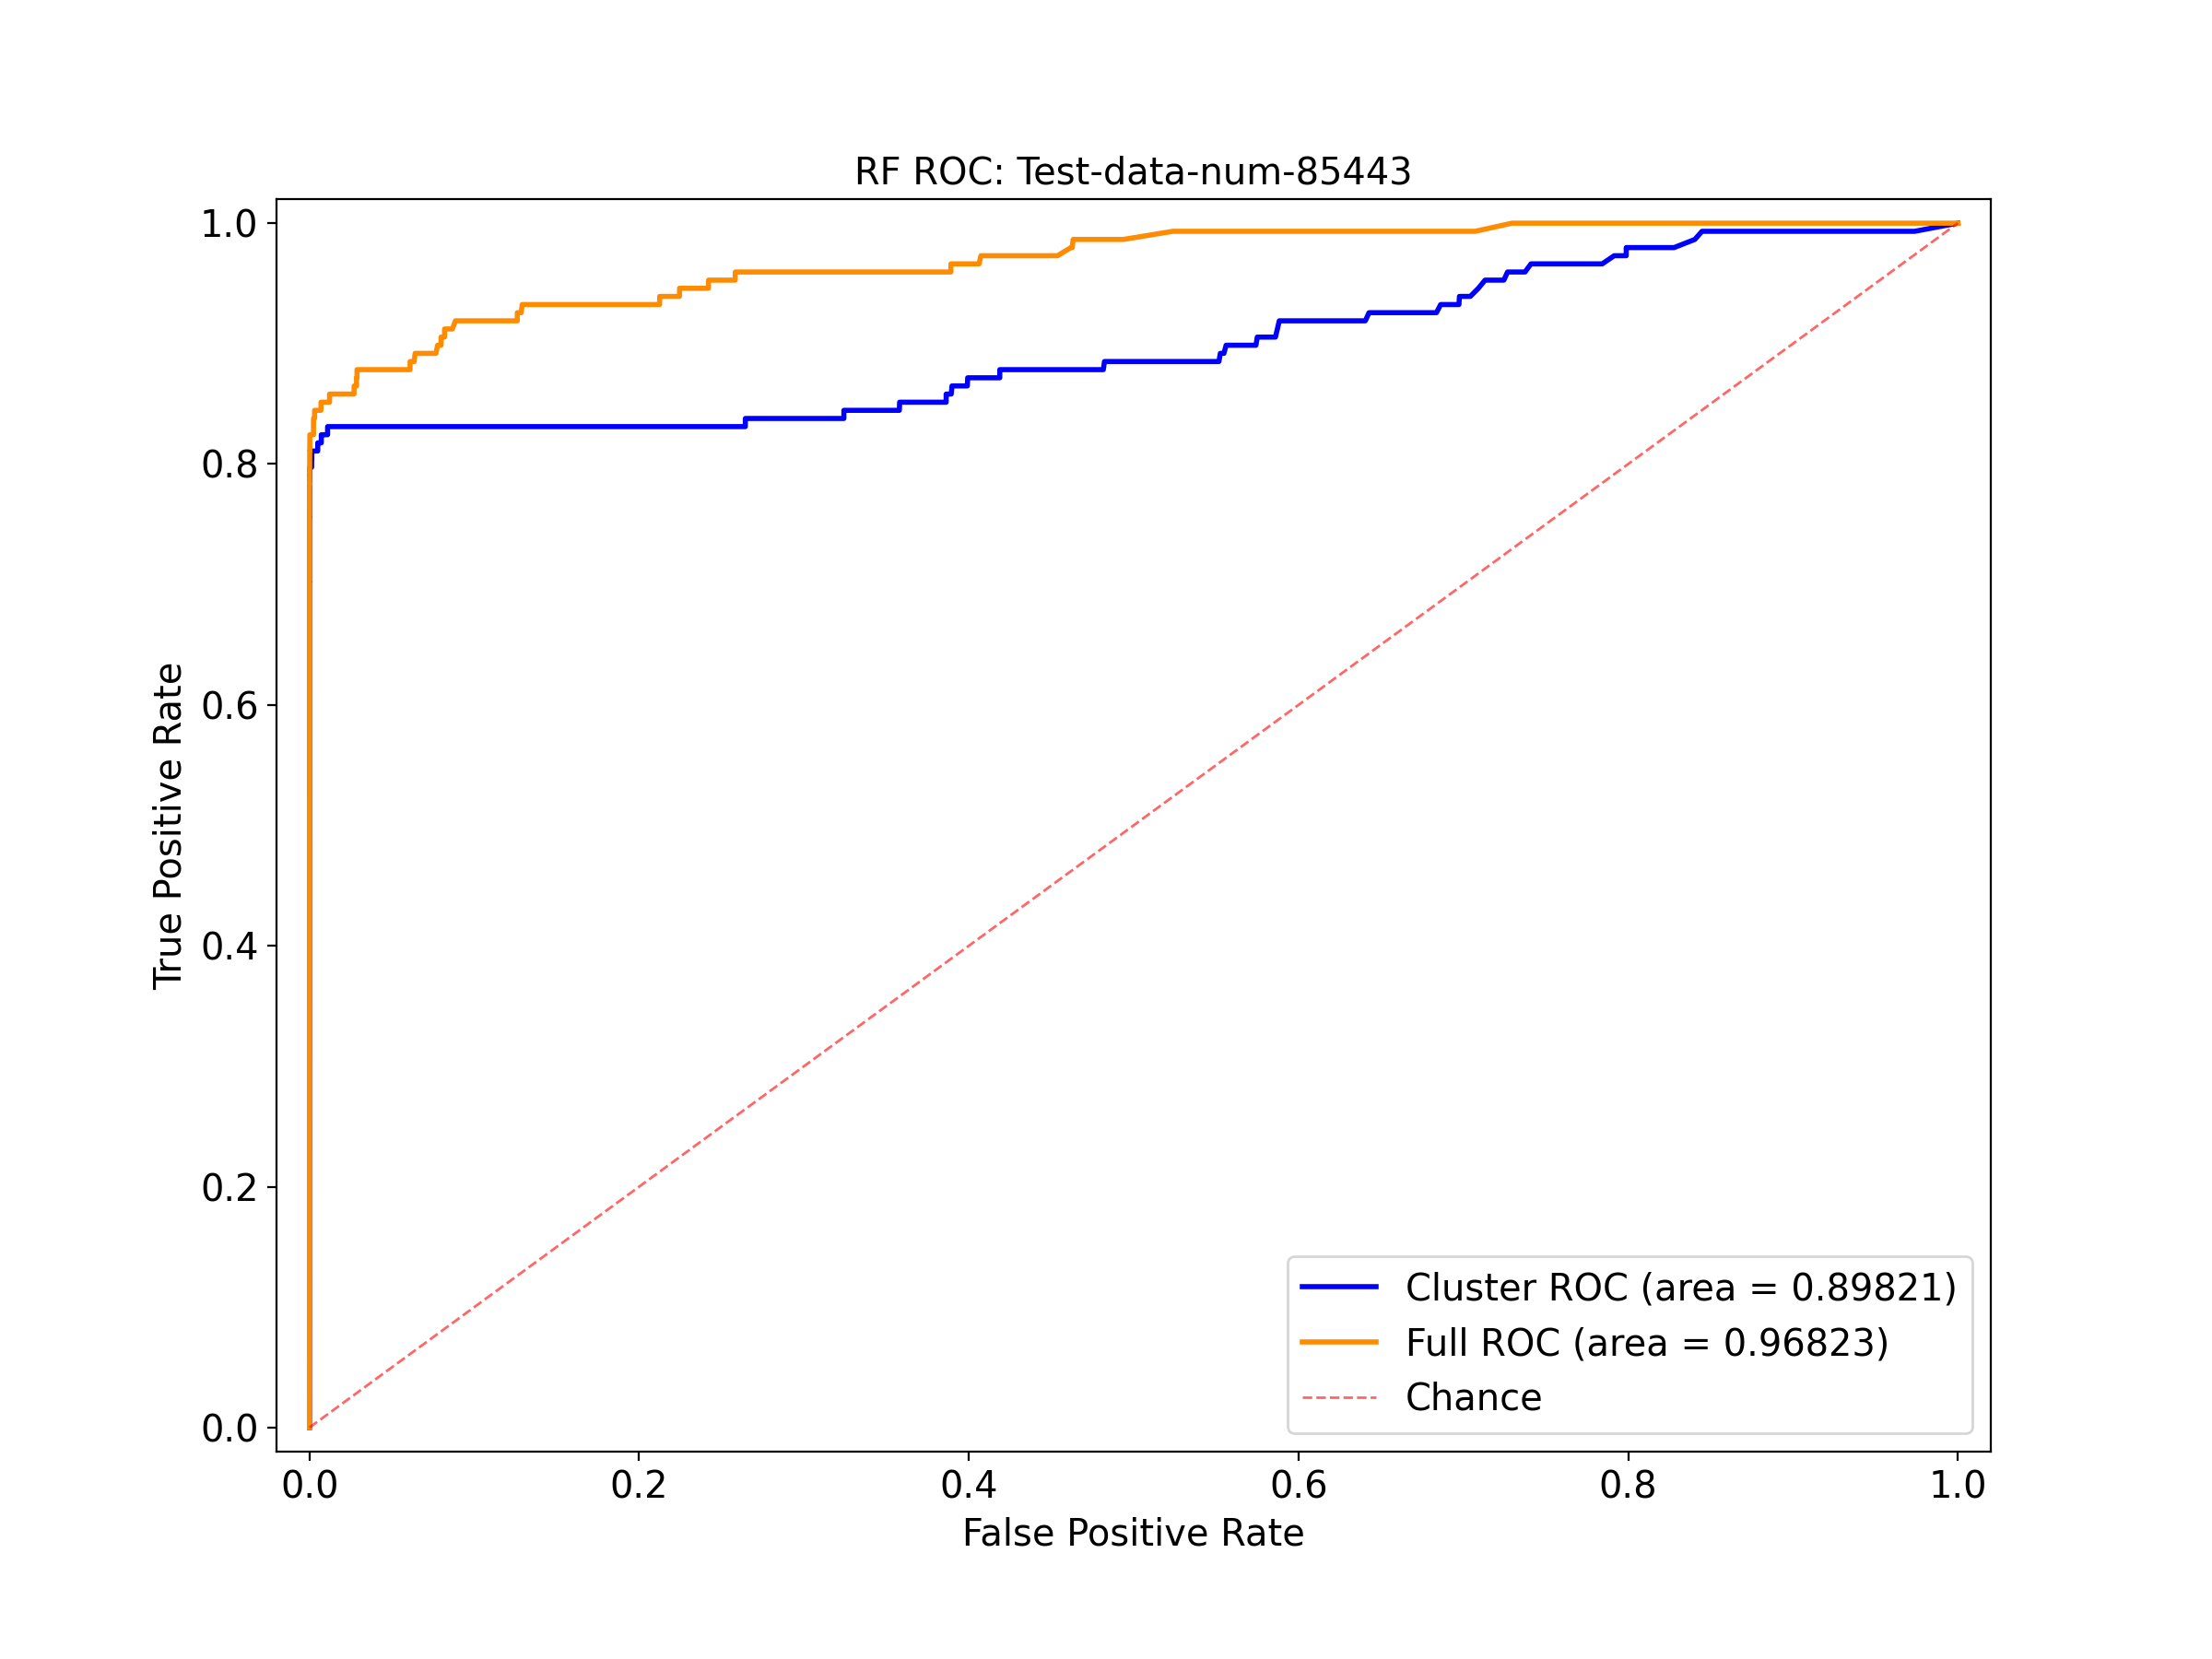 RF ROC: Test-data-num-85443
1.0
0.8
0.6
0.4
0.2
0.0
True Positive Rate
Cluster ROC (area = 0.89821)
Full ROC (area = 0.96823)
Chance
0.0 0.2 0.4 0.6 0.8 1.0
False Positive Rate